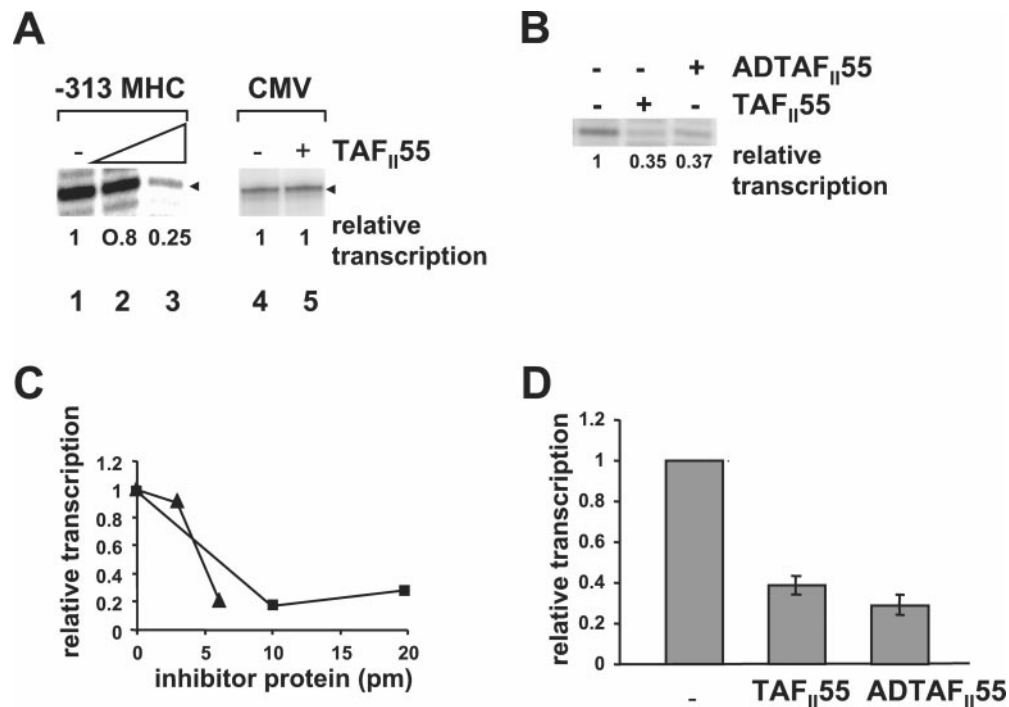 A
-313 MHC CMV
- - + TAFII55
1 O.8 0.25 1 1 relative
transcription
1 2 3 4 5
B
- - + ADTAFII55
- + - TAFII55
1 0.35 0.37 relative
transcription
C
relative transcription
1.2
1
0.8
0.6
0.4
0.2
0
0 5 10 15 20
inhibitor protein (pm)
D
relative transcription
1.2
1
0.8
0.6
0.4
0.2
0
- TAFII55 ADTAFII55